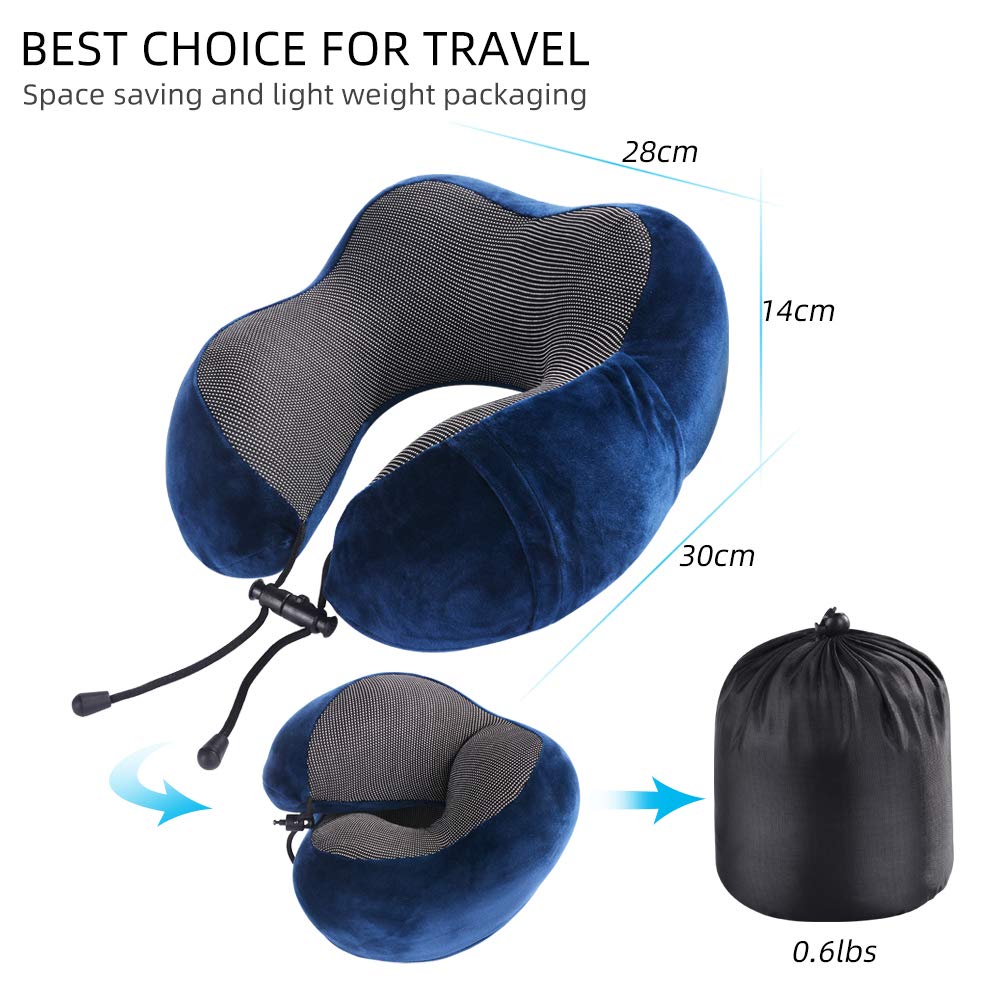 BEST CHOICE FOR TRAVEL
Space saving and light weight packaging
28cm
14cm
30cm
0.6lbs